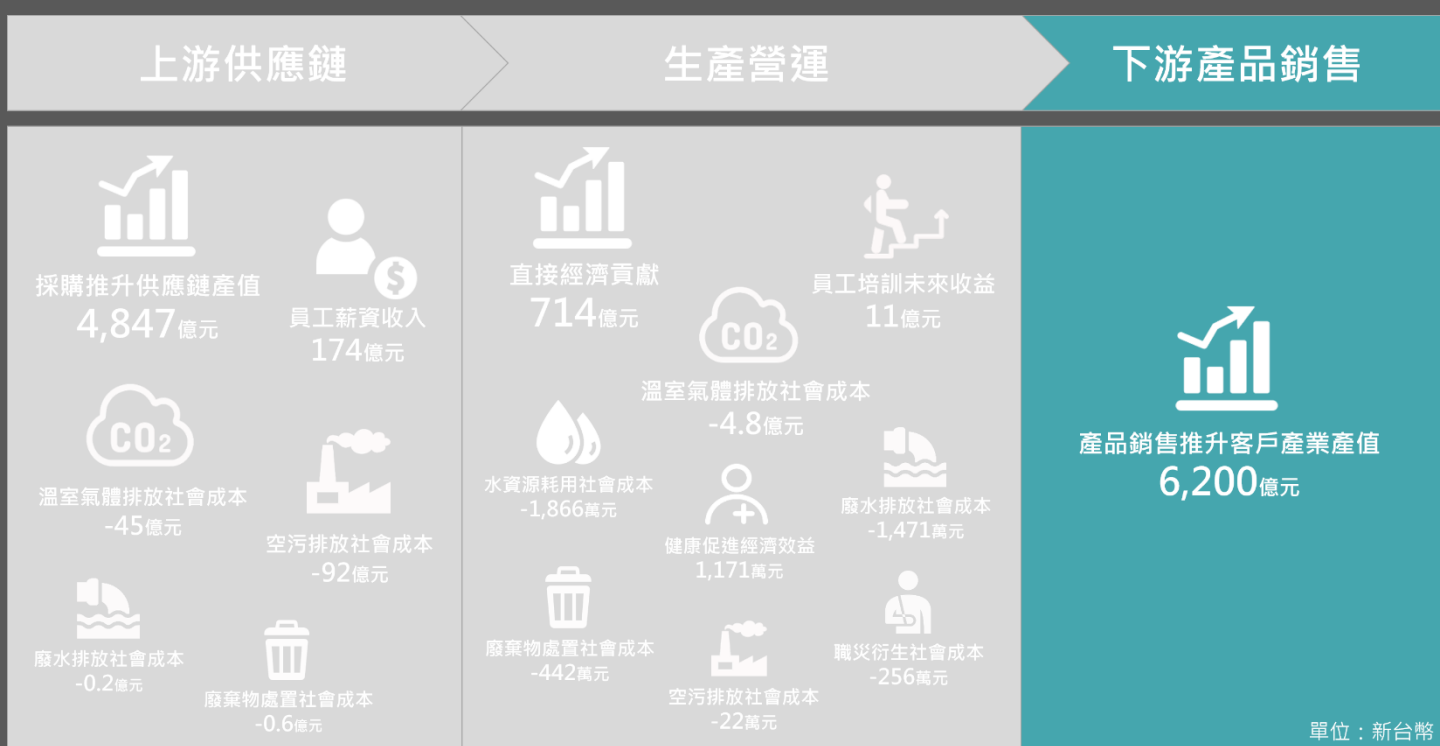 上游供應鏈
生產營運
下游產品銷售
採購推升供應鏈產值
4,847億元
$
員工薪資收入
174億元
CO₂
溫室氣體排放社會成本
-45億元
空污排放社會成本
-92億元
廢水排放社會成本
-0.2億元
廢棄物處置社會成本
-0.6億元
直接經濟貢獻
714億元
員工培訓未來收益
11億元
CO₂
溫室氣體排放社會成本
-4.8億元
水資源耗用社會成本
-1,866萬元
健康促進經濟效益
1,171萬元
廢水排放社會成本
-1,471萬元
廢棄物處置社會成本
-442萬元
空污排放社會成本
-22萬元
職災衍生社會成本
-256萬元
產品銷售推升客戶產業產值
6,200億元
單位：新台幣